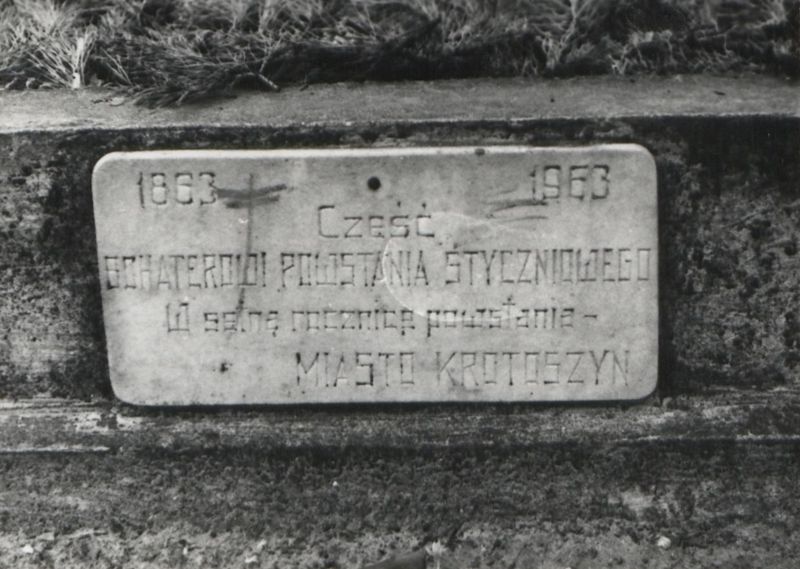 1863 1963
Cześć
BOHATEROWI POWSTANIA STYCZNIOWEGO
W setną rocznicę powstania -
MIASTO KROTOSZYN